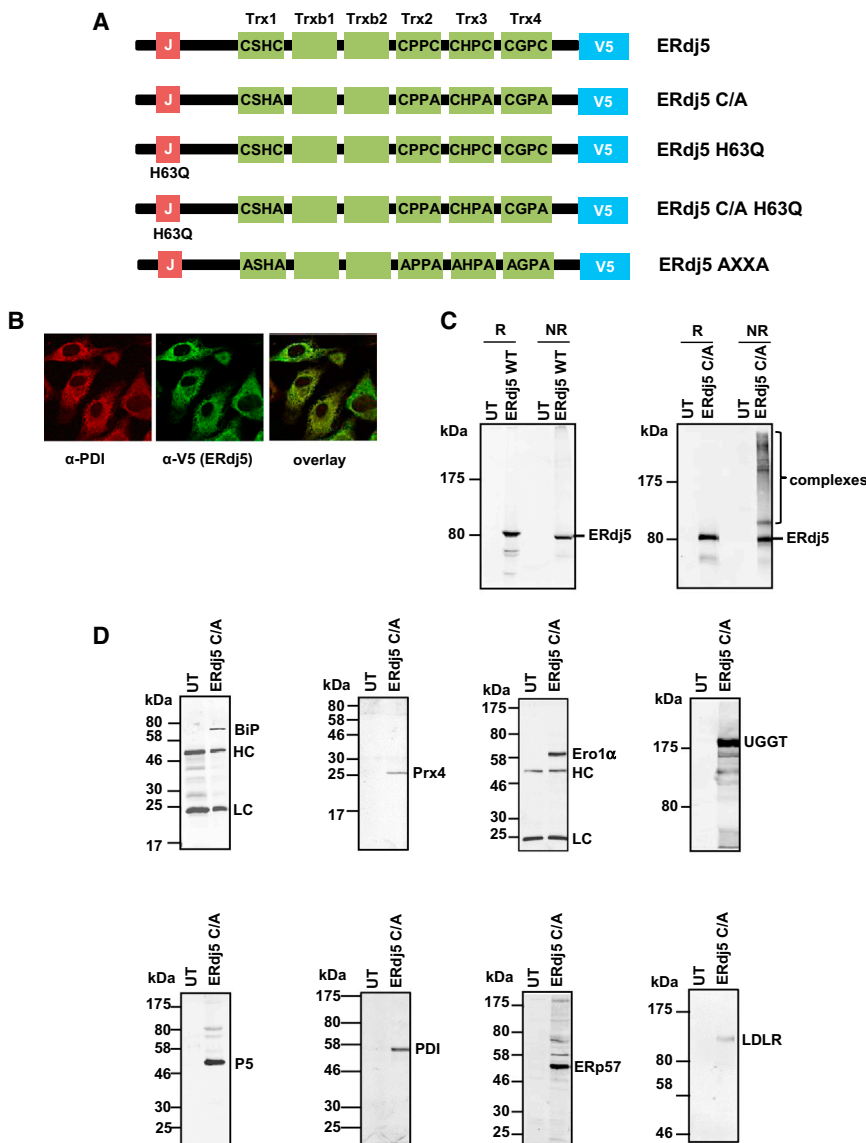 A
Trx1 Trxb1 Trxb2 Trx2 Trx3 Trx4
J CSHC CPPC CHPC CGPC V5 ERdj5
J CSHA CPPA CHPA CGPA V5 ERdj5 C/A
J CSHC CPPC CHPC CGPC V5 ERdj5 H63Q
H63Q
J CSHA CPPA CHPA CGPA V5 ERdj5 C/A H63Q
H63Q
J ASHA APPA AHPA AGPA V5 ERdj5 AXXA
B
α-PDI α-V5 (ERdj5) overlay
C
R NR
UT ERdj5 WT UT ERdj5 WT
kDa
175
80
ERdj5
R NR
UT ERdj5 C/A UT ERdj5 C/A
kDa
175
80
complexes
ERdj5
D
UT ERdj5 C/A
kDa
80
58
46
30
25
17
BiP
HC
LC
UT ERdj5 C/A
kDa
80
58
46
30
25
17
Prx4
UT ERdj5 C/A
kDa
175
80
58
46
30
25
Ero1α
HC
LC
UT ERdj5 C/A
kDa
175
80
UGGT
UT ERdj5 C/A
kDa
175
80
58
46
30
25
P5
UT ERdj5 C/A
kDa
175
80
58
46
30
25
PDI
UT ERdj5 C/A
kDa
175
80
58
46
30
25
ERp57
UT ERdj5 C/A
kDa
175
80
58
46
LDLR